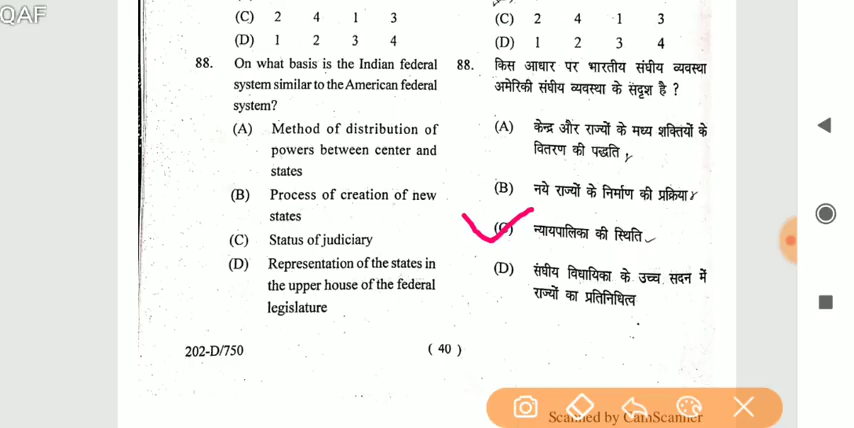 QAF
(C) 2 4 1 3
(D) 1 2 3 4
88. On what basis is the Indian federal
system similar to the American federal
system?
(A) Method of distribution of
powers between center and
states
(B) Process of creation of new
states
(C) Status of judiciary
(D) Representation of the states in
the upper house of the federal
legislature
(C) 2 4 1 3
(D) 1 2 3 4
88. किस आधार पर भारतीय संघीय व्यवस्था
अमेरिकी संघीय व्यवस्था के संदृश है ?
(A) केन्द्र और राज्यों के मध्य शक्तियों के
वितरण की पद्धति
(B) नये राज्यों के निर्माण की प्रक्रिया
(C) न्यायपालिका की स्थिति
(D) संघीय विधायिका के उच्च सदन में
राज्यों का प्रतिनिधित्व
202-D/750
( 40 )
Scanned by CamScanner